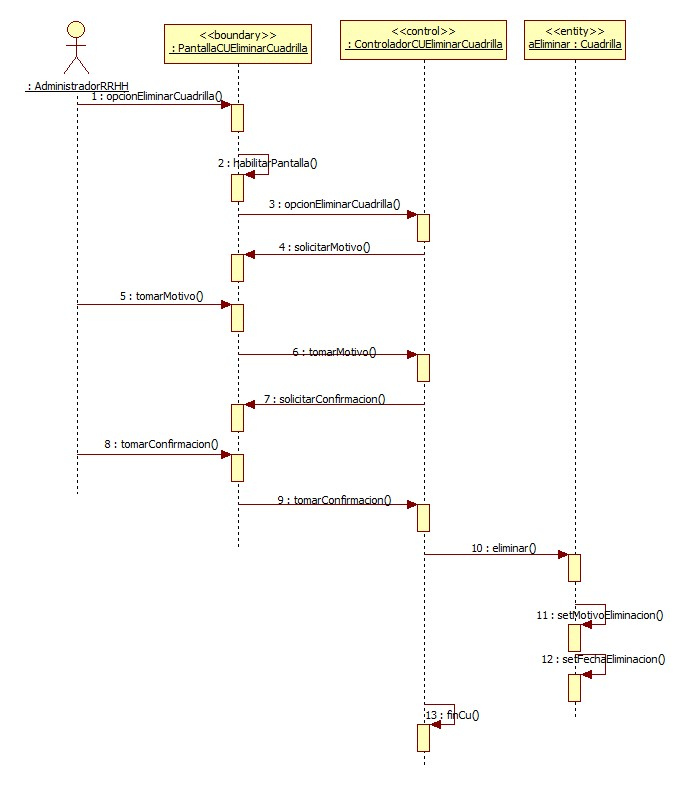 <<boundary>>
: PantallaCUEliminarCuadrilla
<<control>>
: ControladorCUEliminarCuadrilla
<<entity>>
aEliminar : Cuadrilla
: AdministradorRRHH
1 : opcionEliminarCuadrilla()
2 : habilitarPantalla()
3 : opcionEliminarCuadrilla()
4 : solicitarMotivo()
5 : tomarMotivo()
6 : tomarMotivo()
7 : solicitarConfirmacion()
8 : tomarConfirmacion()
9 : tomarConfirmacion()
10 : eliminar()
11 : setMotivoEliminacion()
12 : setFechaEliminacion()
13 : finCu()